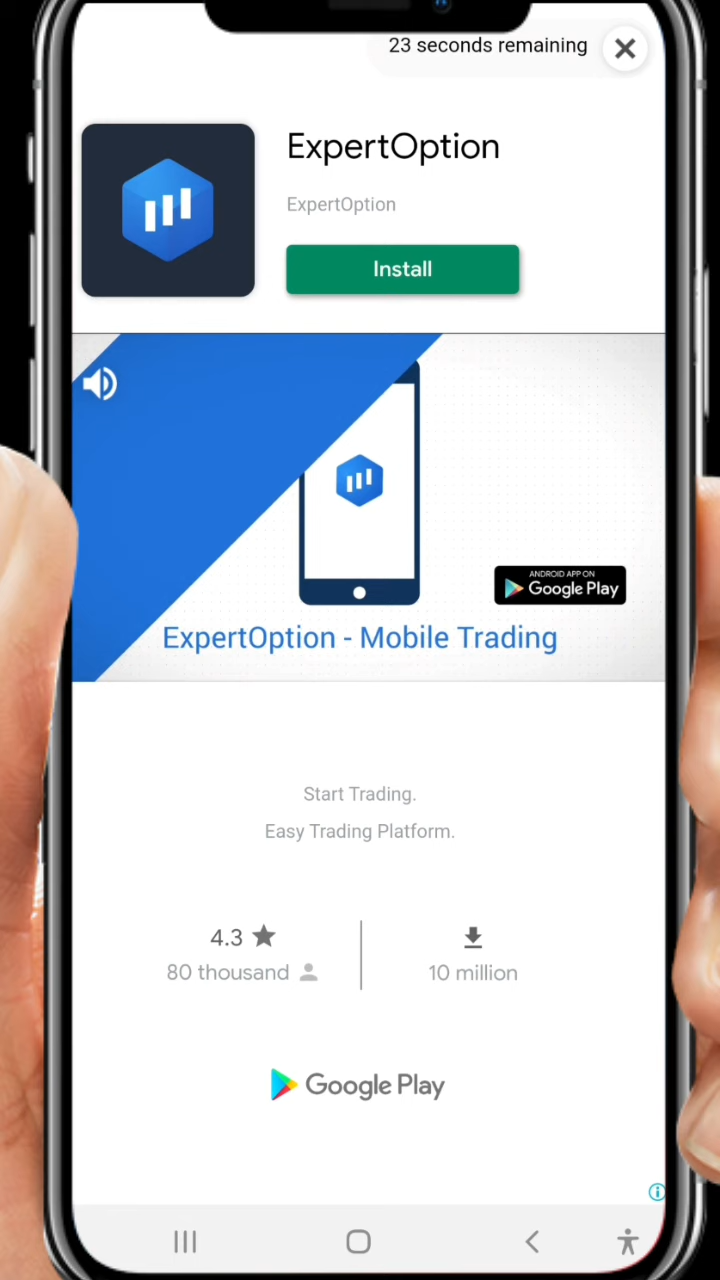 23 seconds remaining
ExpertOption
ExpertOption
Install
ANDROID APP ON
Google Play
ExpertOption - Mobile Trading
Start Trading.
Easy Trading Platform.
4.3
80 thousand
10 million
Google Play